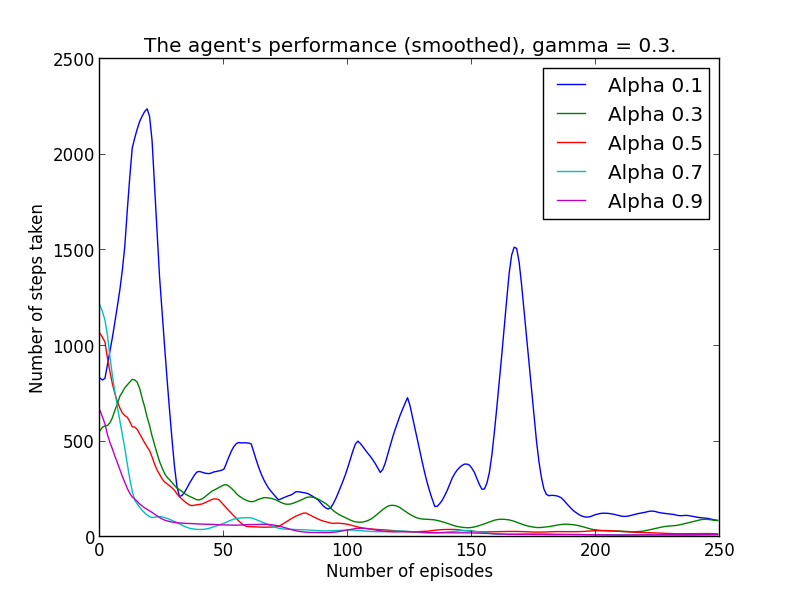 The agent's performance (smoothed), gamma = 0.3.
2500
2000
1500
1000
500
0
Number of steps taken
Alpha 0.1
Alpha 0.3
Alpha 0.5
Alpha 0.7
Alpha 0.9
0
50
100
150
200
250
Number of episodes